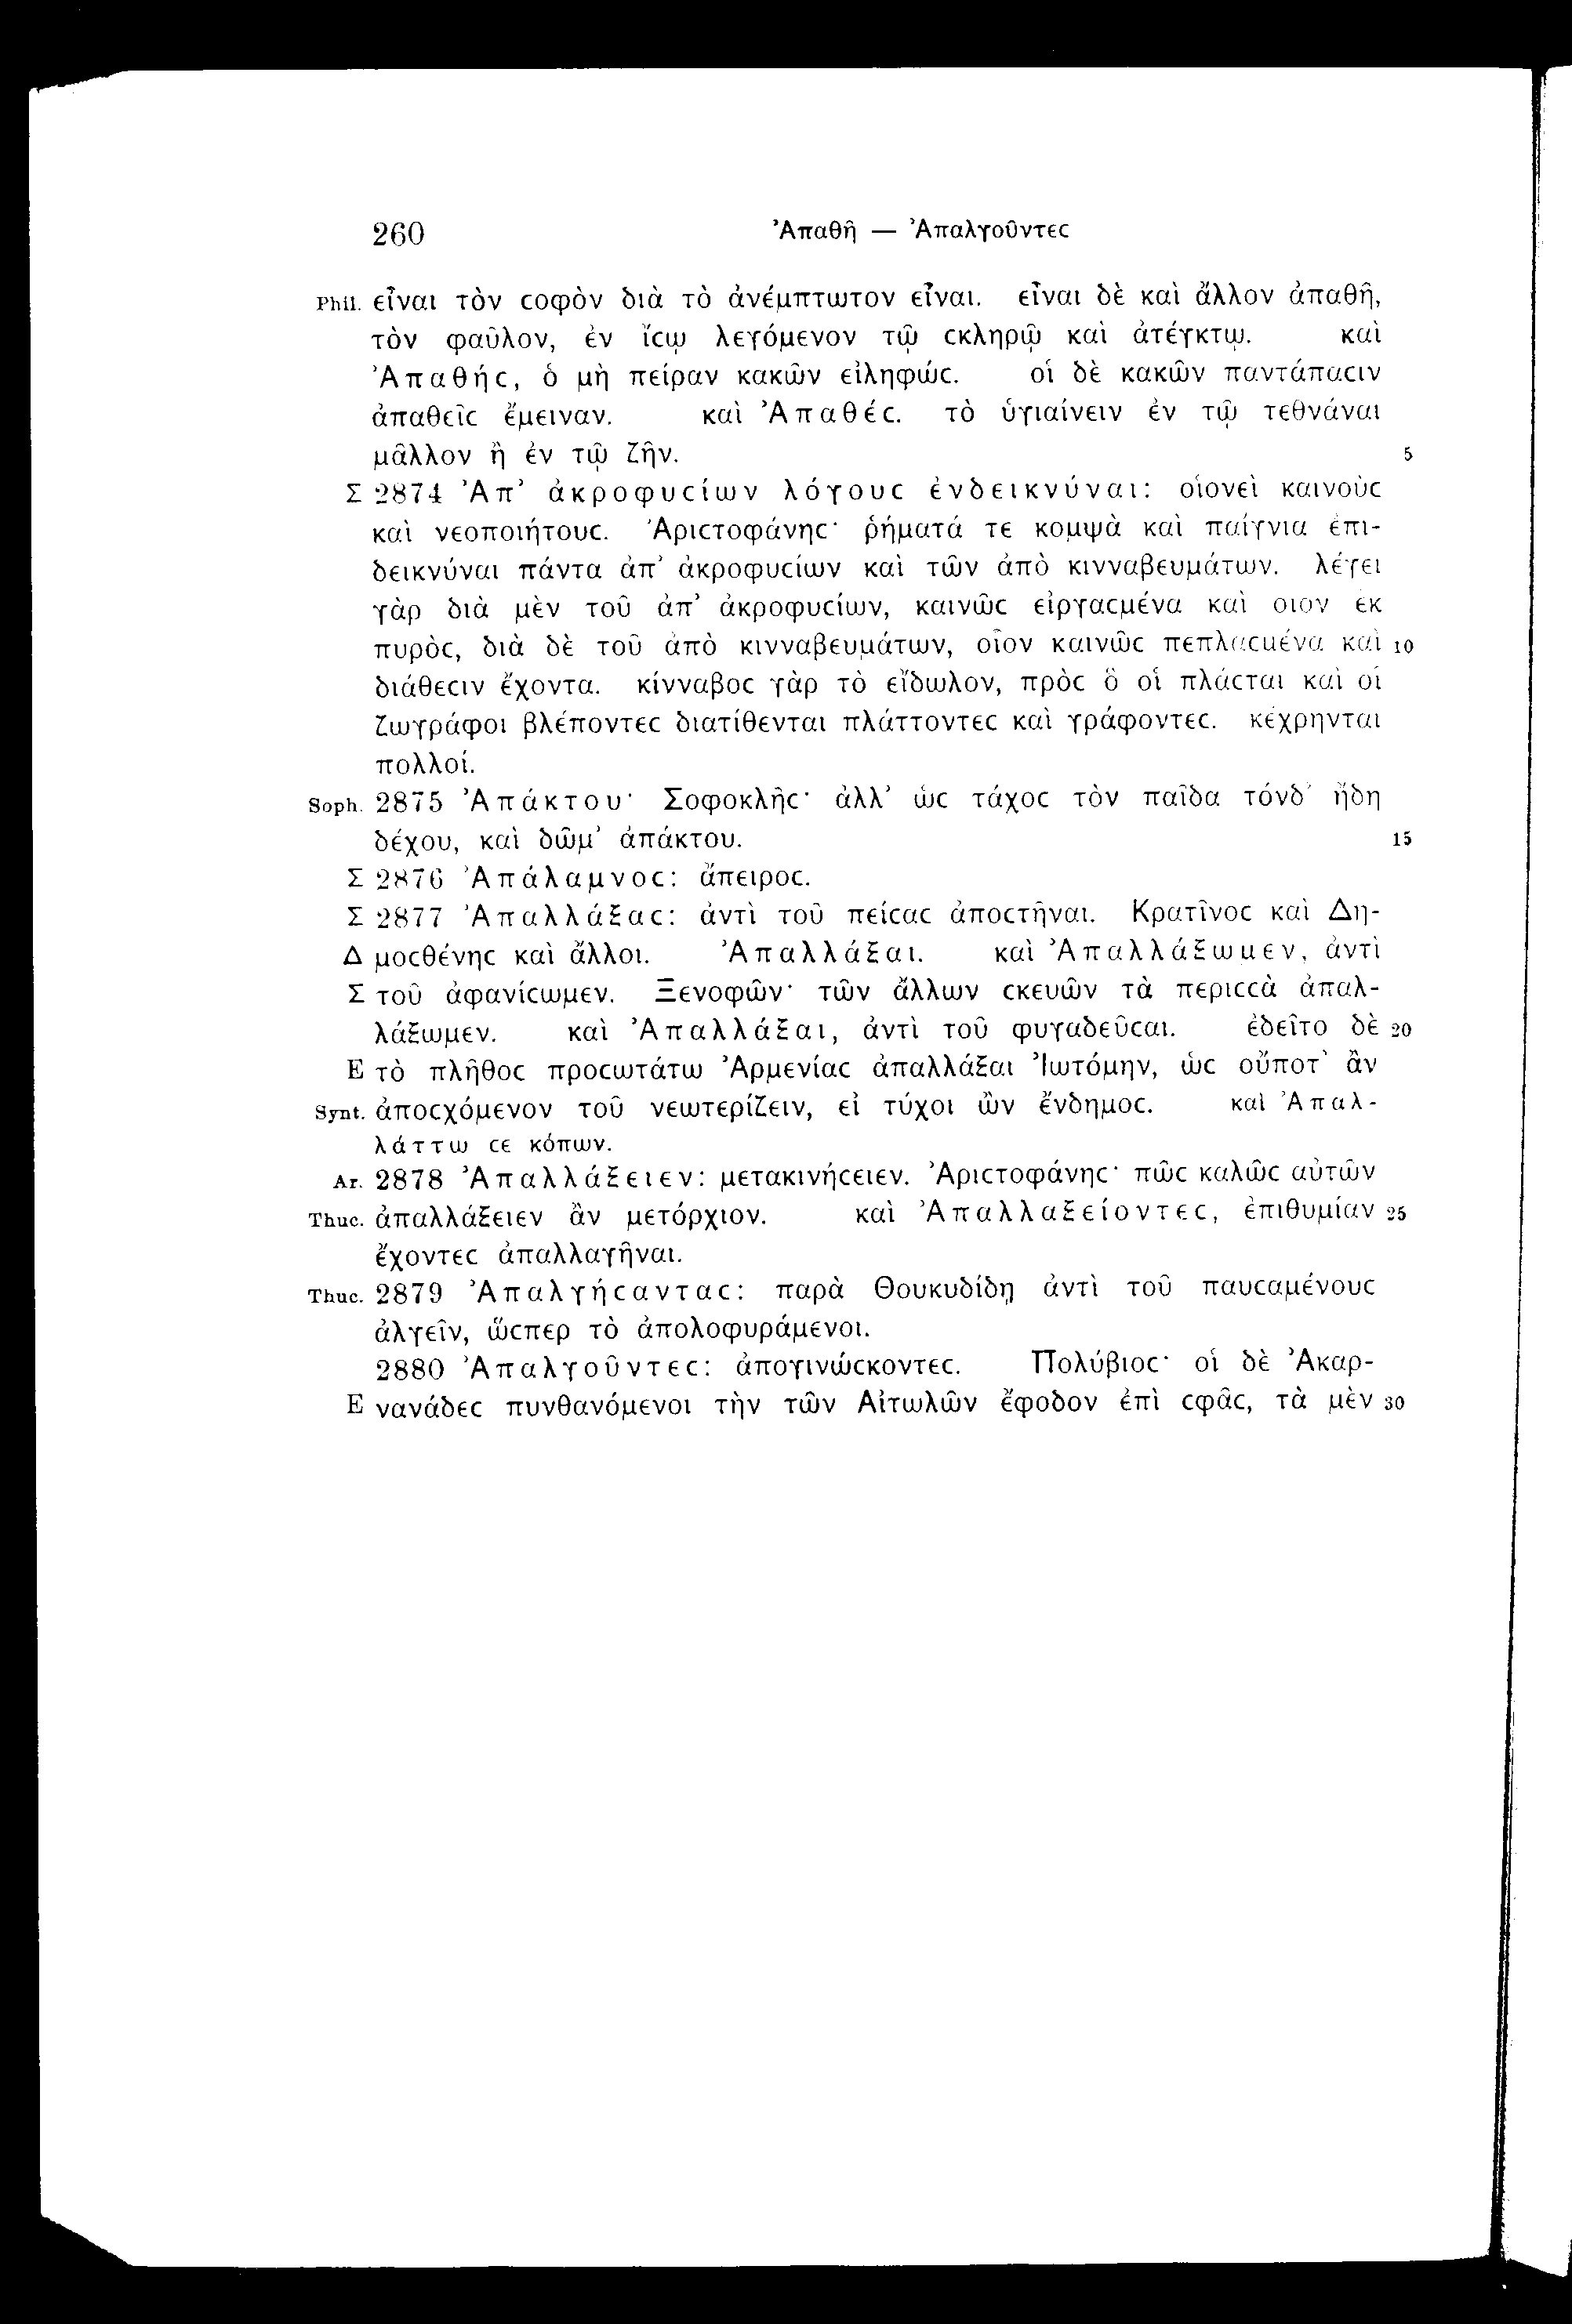 260 Ἀπαθῆ — Ἀπαλγοῦντεϲ
Phil. εἶναι τὸν ϲοφὸν διὰ τὸ ἀνέμπτωτον εἶναι. εἶναι δὲ καὶ ἄλλον ἀπαθῆ,
τὸν φαῦλον, ἐν ἴϲῳ λεγόμενον τῷ ϲκληρῷ καὶ ἀτέγκτῳ. καὶ
Ἀπαθήϲ, ὁ μὴ πεῖραν κακῶν εἰληφώϲ. οἱ δὲ κακῶν παντάπαϲιν
ἀπαθεῖϲ ἔμειναν. καὶ Ἀπαθέϲ. τὸ ὑγιαίνειν ἐν τῷ τεθνάναι
μᾶλλον ἢ ἐν τῷ ζῆν. 5
Σ 2874 Ἀπ’ ἀκροφυϲίων λόγουϲ ἐνδεικνύναι: οἱονεὶ καινοὺϲ
καὶ νεοποιήτουϲ. Ἀριϲτοφάνηϲ· ῥήματά τε κομψὰ καὶ παίγνια ἐπι-
δεικνύναι πάντα ἀπ’ ἀκροφυϲίων καὶ τῶν ἀπὸ κινναβευμάτων. λέγει
γὰρ διὰ μὲν τοῦ ἀπ’ ἀκροφυϲίων, καινῶϲ εἰργαϲμένα καὶ οἷον ἐκ
πυρὸϲ, διὰ δὲ τοῦ ἀπὸ κινναβευμάτων, οἷον καινῶϲ πεπλαϲμένα καὶ 10
διάθεϲιν ἔχοντα. κίνναβοϲ γὰρ τὸ εἴδωλον, πρὸϲ ὃ οἱ πλάϲται καὶ οἱ
ζωγράφοι βλέποντεϲ διατίθενται πλάττοντεϲ καὶ γράφοντεϲ. κέχρηνται
πολλοί.
Soph. 2875 Ἀπάκτου· Σοφοκλῆϲ· ἀλλ’ ὡϲ τάχοϲ τὸν παῖδα τόνδ’ ἤδη
δέχου, καὶ δῶμ’ ἀπάκτου. 15
Σ 2876 Ἀπάλαμνοϲ: ἄπειροϲ.
Σ 2877 Ἀπαλλάξαϲ: ἀντὶ τοῦ πείϲαϲ ἀποϲτῆναι. Κρατῖνοϲ καὶ Δη-
Δ μοϲθένηϲ καὶ ἄλλοι. Ἀπαλλάξαι. καὶ Ἀπαλλάξωμεν, ἀντὶ
Σ τοῦ ἀφανίϲωμεν. Ξενοφῶν· τῶν ἄλλων ϲκευῶν τὰ περιϲϲὰ ἀπαλ-
λάξωμεν. καὶ Ἀπαλλάξαι, ἀντὶ τοῦ φυγαδεῦϲαι. ἐδεῖτο δὲ 20
E τὸ πλῆθοϲ προϲωτάτω Ἀρμενίαϲ ἀπαλλάξαι Ἰωτόμην, ὡϲ οὔποτ’ ἂν
Synt. ἀποϲχόμενον τοῦ νεωτερίζειν, εἰ τύχοι ὢν ἔνδημοϲ. καὶ Ἀπαλ-
λάττω ϲε κόπων.
Ar. 2878 Ἀπαλλάξειεν: μετακινήϲειεν. Ἀριϲτοφάνηϲ· πῶϲ καλῶϲ αὐτῶν
Thuc. ἀπαλλάξειεν ἂν μετόρχιον. καὶ Ἀπαλλαξείοντεϲ, ἐπιθυμίαν 25
ἔχοντεϲ ἀπαλλαγῆναι.
Thuc. 2879 Ἀπαλγήϲανταϲ: παρὰ Θουκυδίδῃ ἀντὶ τοῦ παυϲαμένουϲ
ἀλγεῖν, ὥϲπερ τὸ ἀπολοφυράμενοι.
2880 Ἀπαλγοῦντεϲ: ἀπογινώϲκοντεϲ. Πολύβιοϲ· οἱ δὲ Ἀκαρ-
E νανάδεϲ πυνθανόμενοι τὴν τῶν Αἰτωλῶν ἔφοδον ἐπὶ ϲφᾶϲ, τὰ μὲν 30